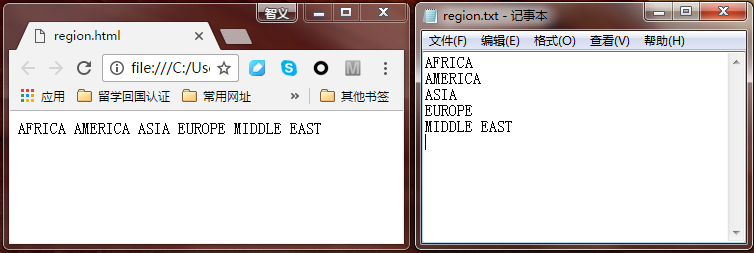 智义
region.html
file:///C:/Use
应用 留学回国认证 常用网址 » 其他书签
AFRICA AMERICA ASIA EUROPE MIDDLE EAST
region.txt - 记事本
文件(F) 编辑(E) 格式(O) 查看(V) 帮助(H)
AFRICA
AMERICA
ASIA
EUROPE
MIDDLE EAST